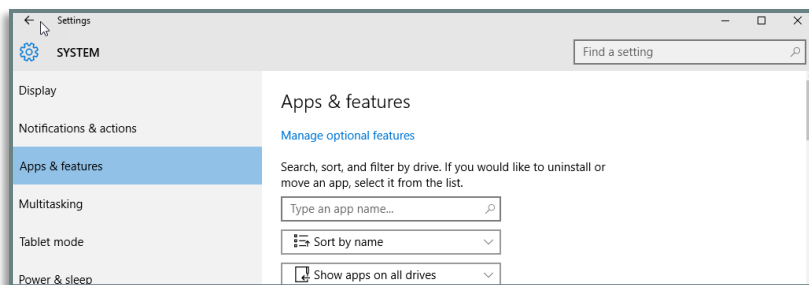 Settings
SYSTEM
Find a setting
Display
Notifications & actions
Apps & features
Multitasking
Tablet mode
Power & sleep
Apps & features
Manage optional features
Search, sort, and filter by drive. If you would like to uninstall or
move an app, select it from the list.
Type an app name...
Sort by name
Show apps on all drives